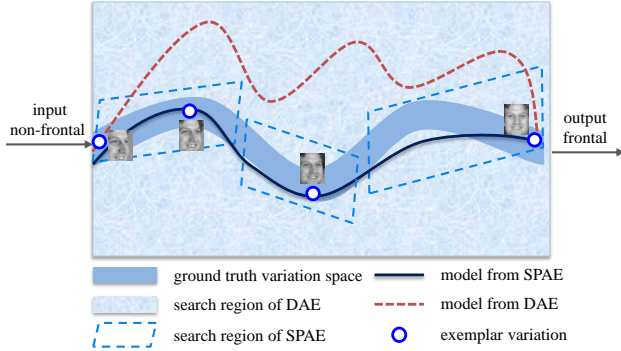 input
non-frontal
output
frontal
ground truth variation space
model from SPAE
search region of DAE
model from DAE
search region of SPAE
exemplar variation